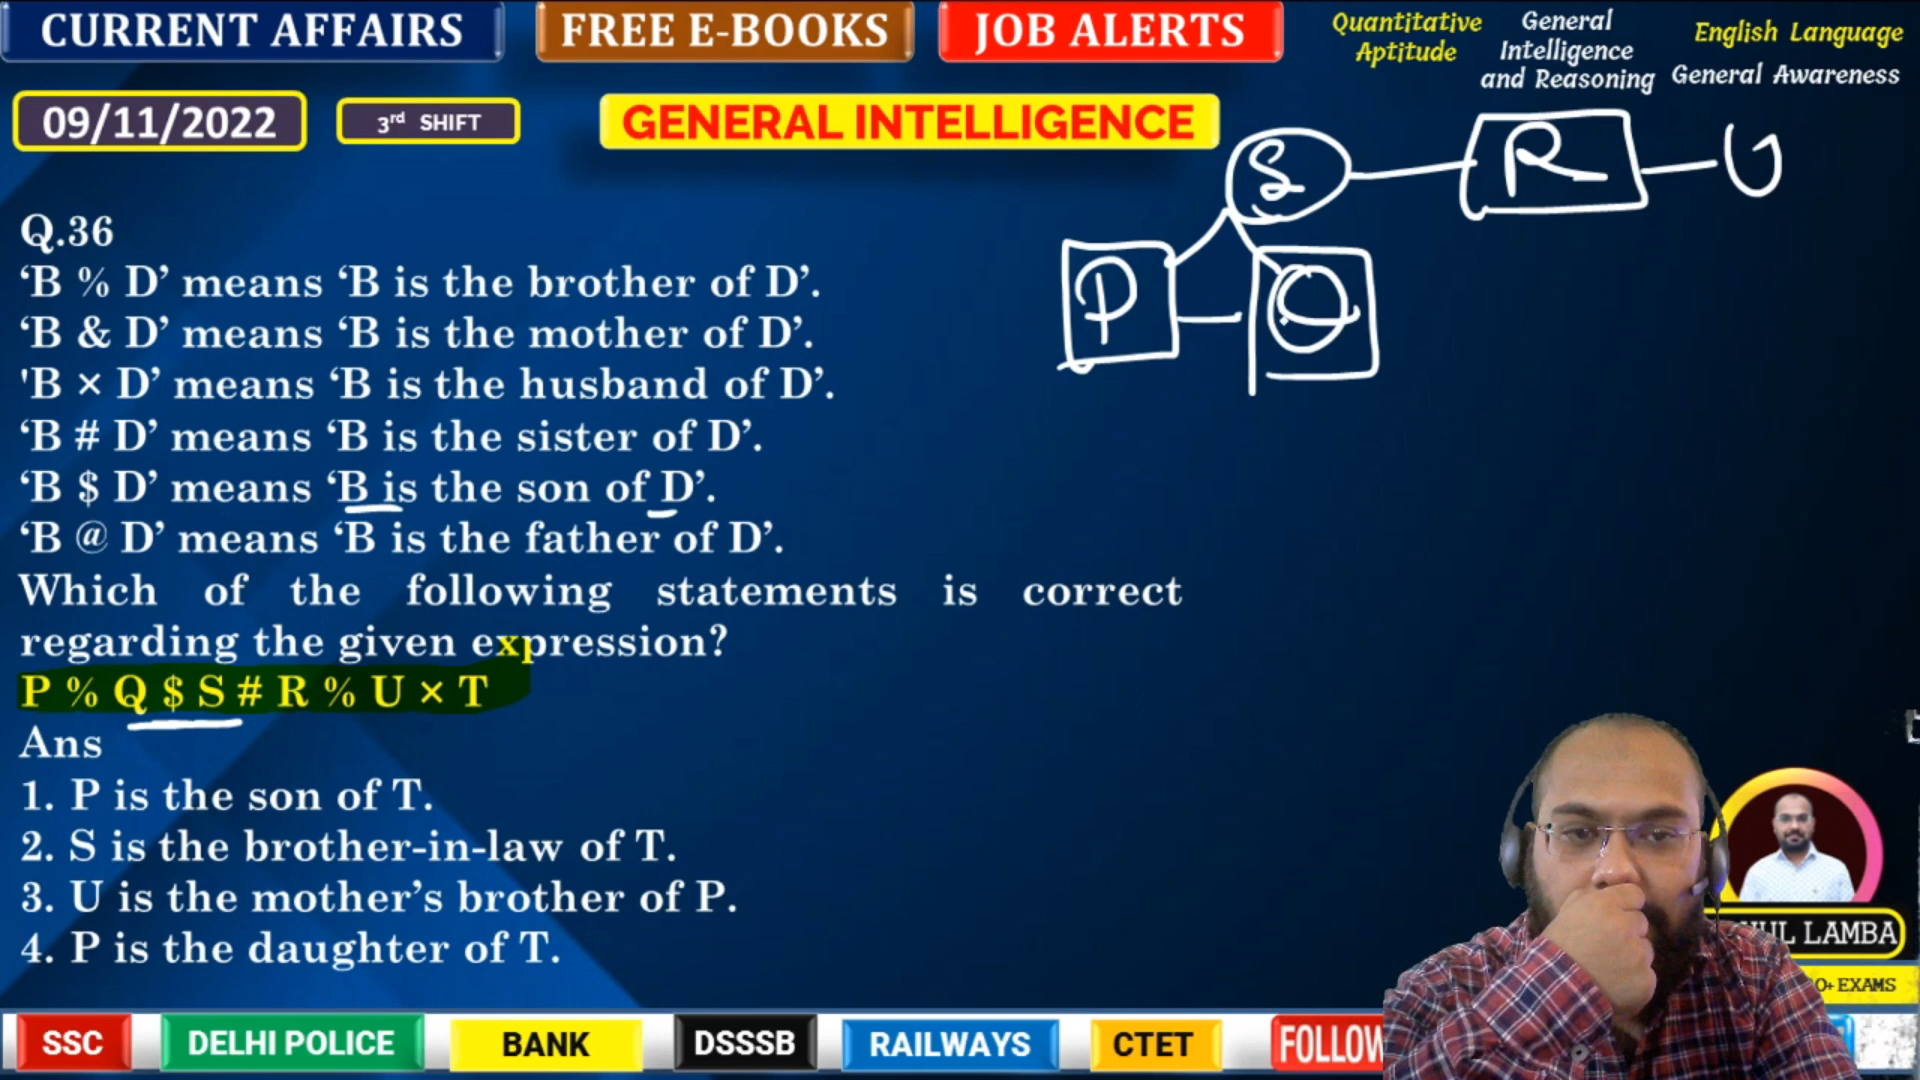 CURRENT AFFAIRS
FREE E-BOOKS
JOB ALERTS
Quantitative
Aptitude
General
Intelligence
and Reasoning
English Language
General Awareness
09/11/2022
3rd SHIFT
GENERAL INTELLIGENCE
S R U
P Q
Q.36
‘B % D’ means ‘B is the brother of D’.
‘B & D’ means ‘B is the mother of D’.
'B × D’ means ‘B is the husband of D’.
‘B # D’ means ‘B is the sister of D’.
‘B $ D’ means ‘B is the son of D’.
‘B @ D’ means ‘B is the father of D’.
Which of the following statements is correct
regarding the given expression?
P % Q $ S # R % U × T
Ans
1. P is the son of T.
2. S is the brother-in-law of T.
3. U is the mother’s brother of P.
4. P is the daughter of T.
LAMBA
EXAMS
SSC
DELHI POLICE
BANK
DSSSB
RAILWAYS
CTET
FOLLOW